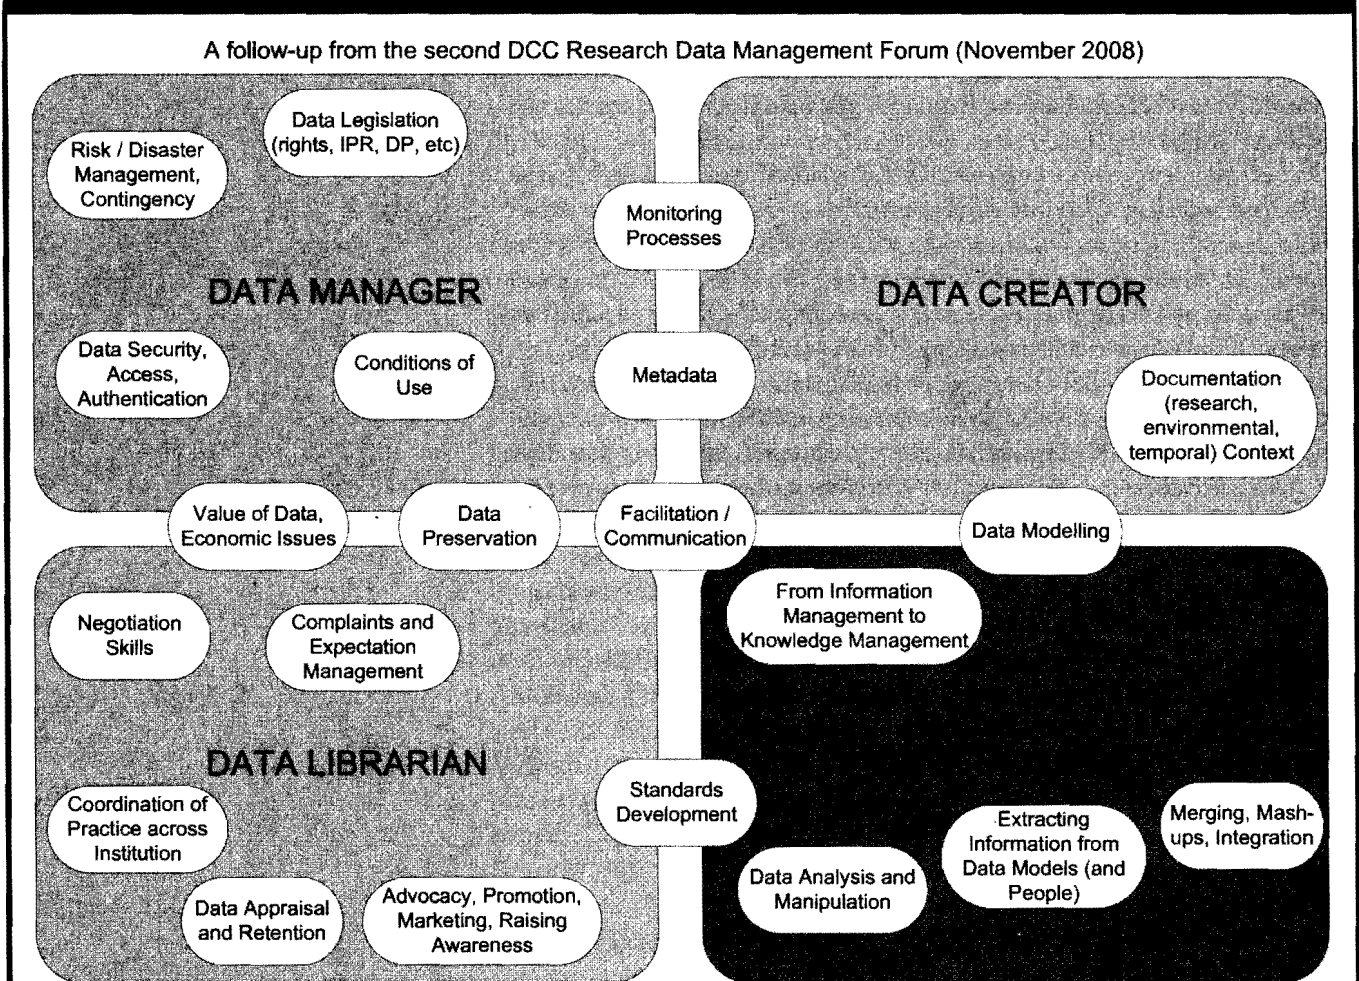 A follow-up from the second DCC Research Data Management Forum (November 2008)
Data Legislation
(rights, IPR, DP, etc)
Risk / Disaster
Management,
Contingency
Monitoring
Processes
DATA MANAGER
DATA CREATOR
Data Security,
Access,
Authentication
Conditions of
Use
Metadata
Documentation
(research,
environmental,
temporal) Context
Value of Data,
Economic Issues
Data
Preservation
Facilitation /
Communication
Data Modelling
From Information
Management to
Knowledge Management
Negotiation
Skills
Complaints and
Expectation
Management
DATA LIBRARIAN
Standards
Development
Coordination of
Practice across
Institution
Extracting
Information from
Data Models (and
People)
Merging, Mash-
ups, Integration
Data Analysis and
Manipulation
Data Appraisal
and Retention
Advocacy, Promotion,
Marketing, Raising
Awareness